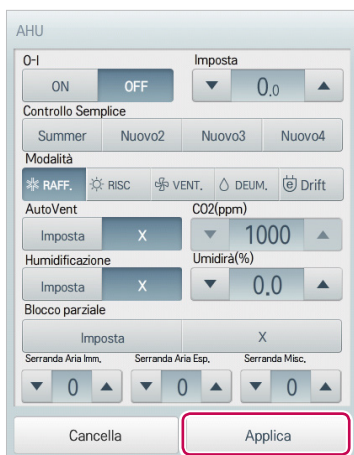 AHU
O-I Imposta
ON OFF 0.0
Controllo Semplice
Summer Nuovo2 Nuovo3 Nuovo4
Modalità
RAFF. RISC VENT. DEUM. Drift
AutoVent CO2(ppm)
Imposta X 1000
Humidificazione Umidirà(%)
Imposta X 0.0
Blocco parziale
Imposta X
Serranda Aria Imm. Serranda Aria Esp. Serranda Misc.
0 0 0
Cancella Applica